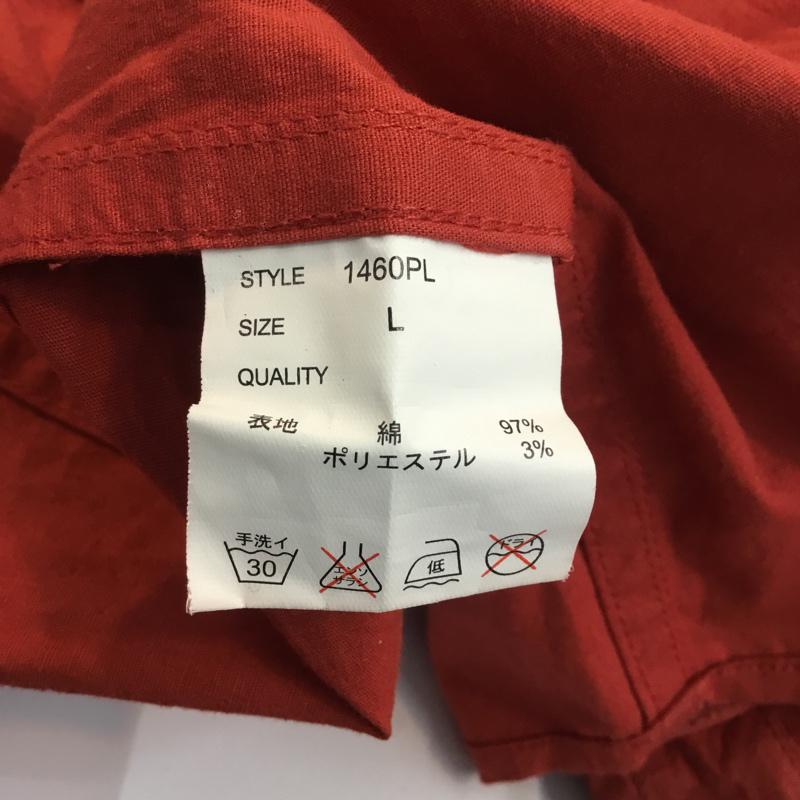 STYLE 1460PL
SIZE L
QUALITY
表地 綿 97%
ポリエステル 3%
手洗イ
30
エンソ
サラシ
低
ドライ